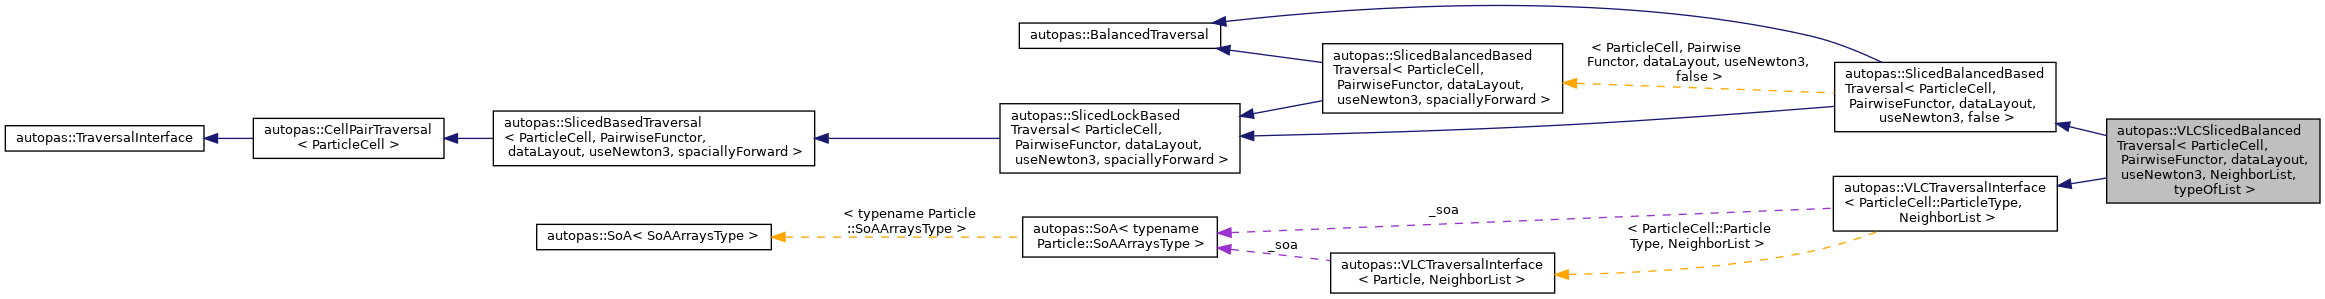 autopas::TraversalInterface
autopas::CellPairTraversal
< ParticleCell >
autopas::SlicedBasedTraversal
< ParticleCell, PairwiseFunctor,
dataLayout, useNewton3, spaciallyForward >
autopas::SoA< SoAArraysType >
< typename Particle
::SoAArraysType >
autopas::BalancedTraversal
autopas::SlicedLockBased
Traversal< ParticleCell,
PairwiseFunctor, dataLayout,
useNewton3, spaciallyForward >
autopas::SoA< typename
Particle::SoAArraysType >
_soa
_soa
autopas::SlicedBalancedBased
Traversal< ParticleCell,
PairwiseFunctor, dataLayout,
useNewton3, spaciallyForward >
autopas::VLCTraversalInterface
< Particle, NeighborList >
< ParticleCell, Pairwise
Functor, dataLayout, useNewton3,
false >
< ParticleCell::Particle
Type, NeighborList >
autopas::SlicedBalancedBased
Traversal< ParticleCell,
PairwiseFunctor, dataLayout,
useNewton3, false >
autopas::VLCTraversalInterface
< ParticleCell::ParticleType,
NeighborList >
autopas::VLCSlicedBalanced
Traversal< ParticleCell,
PairwiseFunctor, dataLayout,
useNewton3, NeighborList,
typeOfList >